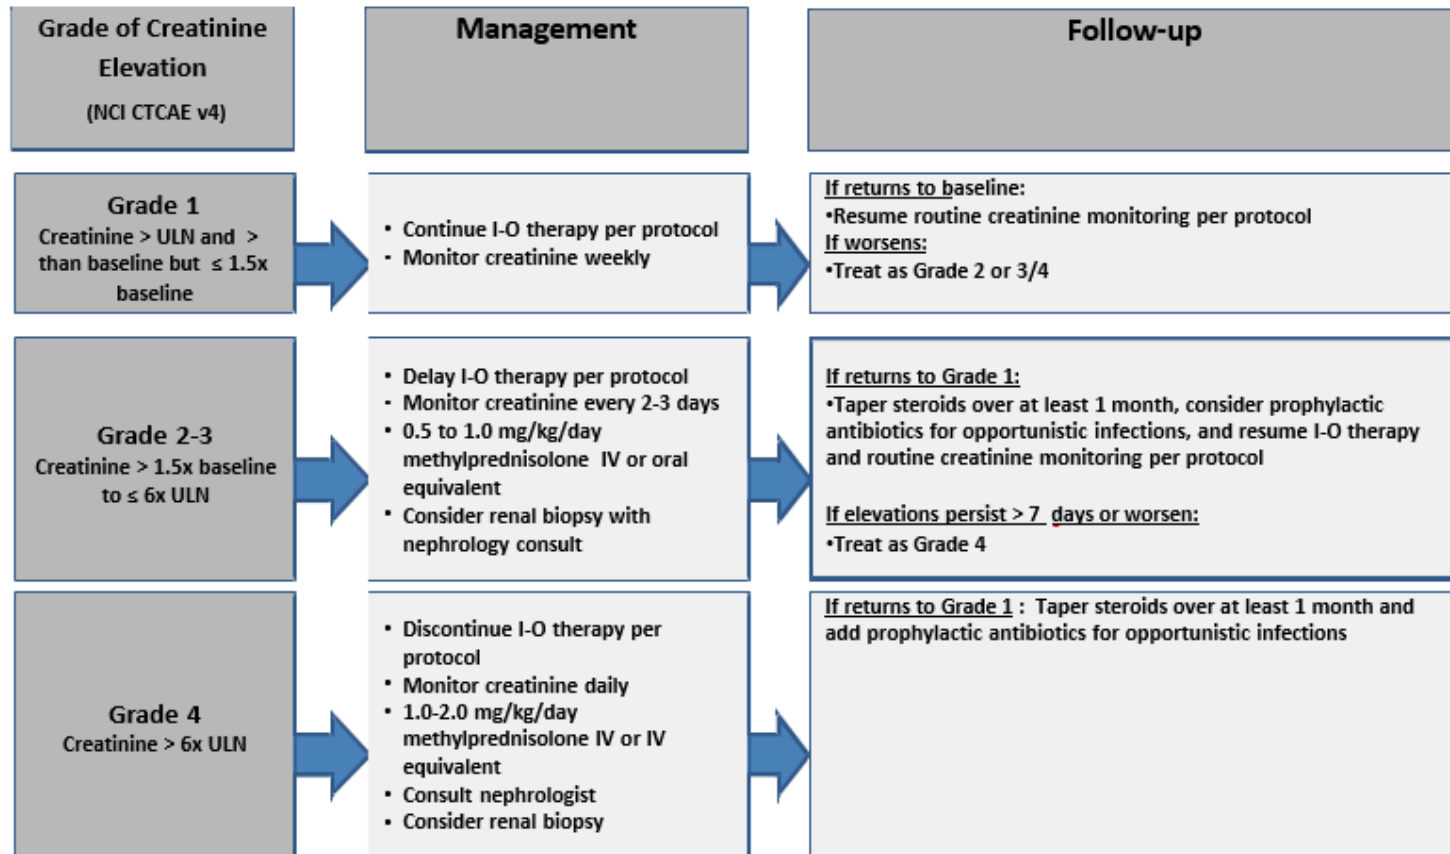 Grade of Creatinine
Elevation
(NCI CTCAE v4)
Management
Follow-up
Grade 1
Creatinine > ULN and >
than baseline but ≤ 1.5x
baseline
• Continue I-O therapy per protocol
- Monitor creatinine weekly
If returns to baseline:
•Resume routine creatinine monitoring per protocol
If worsens:
•Treat as Grade 2 or 3/4
Grade 2-3
Creatinine > 1.5x baseline
to ≤ 6x ULN
• Delay I-O therapy per protocol
- Monitor creatinine every 2-3 days
• 0.5 to 1.0 mg/kg/day
methylprednisolone IV or oral
equivalent
• Consider renal biopsy with
nephrology consult
If returns to Grade 1:
•Taper steroids over at least 1 month, consider prophylactic
antibiotics for opportunistic infections, and resume I-O therapy
and routine creatinine monitoring per protocol
If elevations persist > 7 days or worsen:
•Treat as Grade 4
Grade 4
Creatinine > 6x ULN
• Discontinue I-O therapy per
protocol
• Monitor creatinine daily
• 1.0-2.0 mg/kg/day
methylprednisolone IV or IV
equivalent
• Consult nephrologist
• Consider renal biopsy
If returns to Grade 1 : Taper steroids over at least 1 month and
add prophylactic antibiotics for opportunistic infections